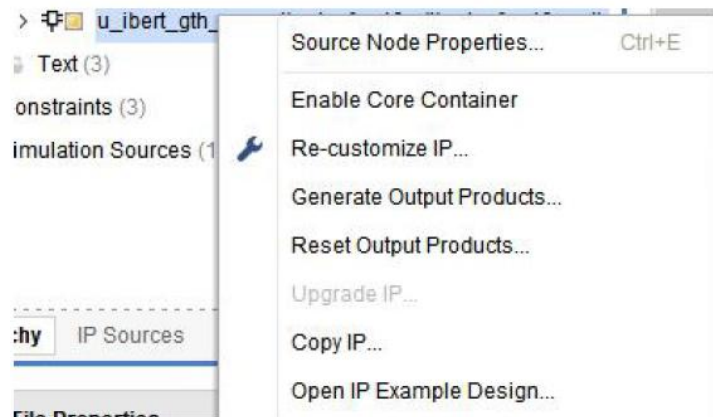 u_ibert_gth_
Text (3)
onstraints (3)
imulation Sources (1
chy IP Sources
File Properties
Source Node Properties... Ctrl+E
Enable Core Container
Re-customize IP...
Generate Output Products...
Reset Output Products...
Upgrade IP...
Copy IP...
Open IP Example Design...